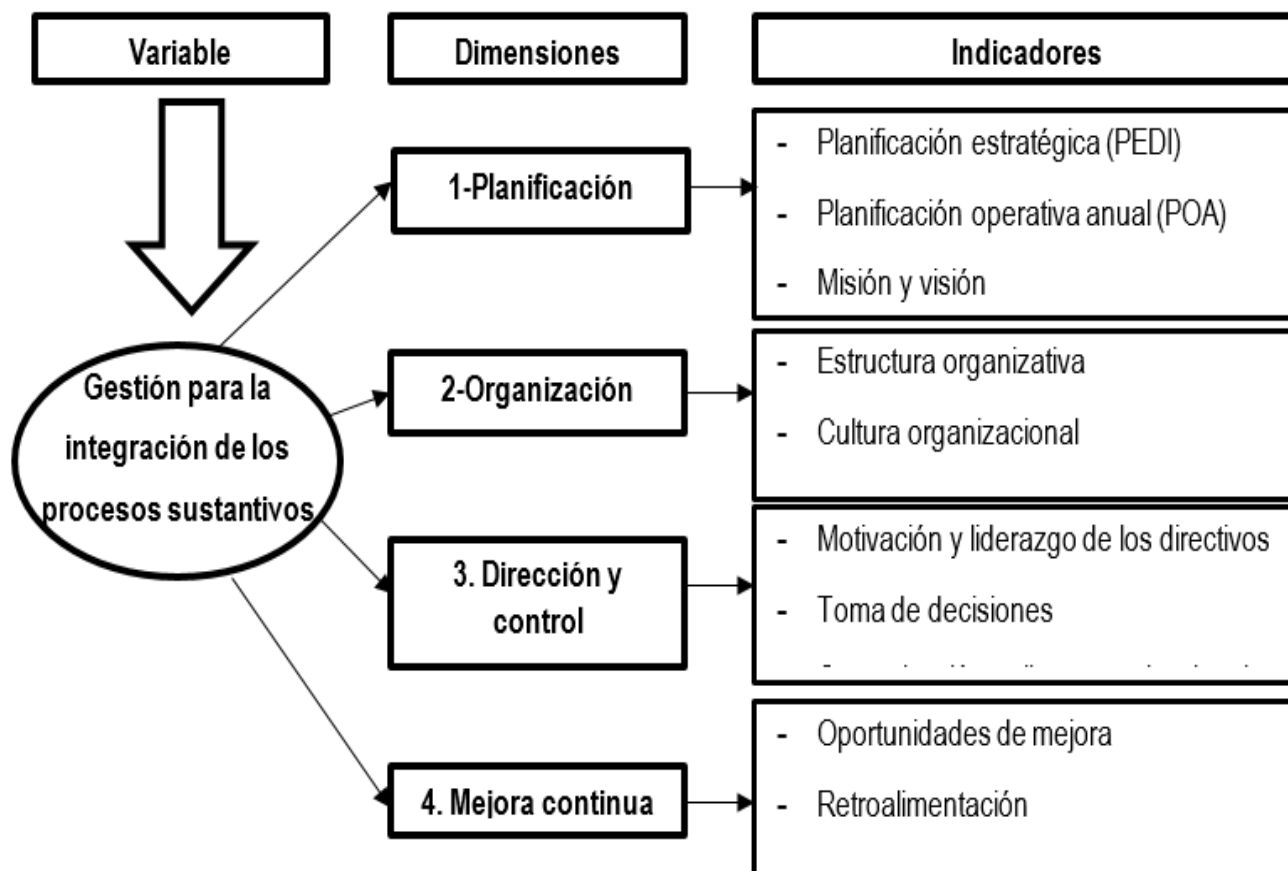 Variable
Dimensiones
Indicadores
Gestión para la
integración de los
procesos sustantivos
1-Planificación
- Planificación estratégica (PEDI)
- Planificación operativa anual (POA)
- Misión y visión
2-Organización
- Estructura organizativa
- Cultura organizacional
3. Dirección y
control
- Motivación y liderazgo de los directivos
- Toma de decisiones
4. Mejora continua
- Oportunidades de mejora
- Retroalimentación